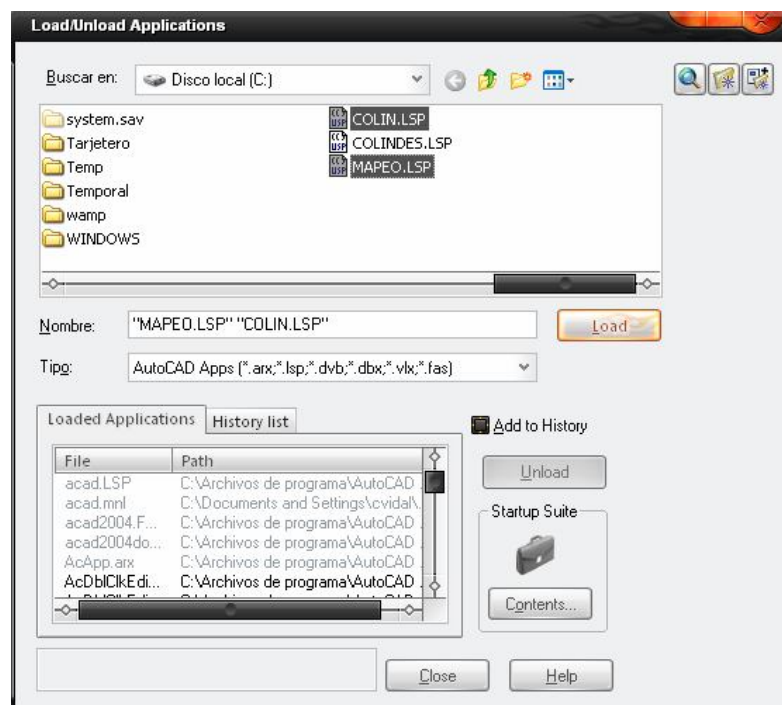 Load/Unload Applications
Buscar en: Disco local (C:)
system.sav COLIN.LSP
Tarjetero COLINDES.LSP
Temp MAPEO.LSP
Temporal
wamp
WINDOWS
Nombre: "MAPEO.LSP" "COLIN.LSP" Load
Tipo: AutoCAD Apps (*.arx;*.lsp;*.dvb;*.dbx;*.vlx;*.fas)
Loaded Applications History list Add to History
File Path Unload
acad.LSP C:\Archivos de programa\AutoCAD
acad.mnl C:\Documents and Settings\cvidal\.
acad2004.F... C:\Archivos de programa\AutoCAD
acad2004do... C:\Archivos de programa\AutoCAD
AcApp.arx C:\Archivos de programa\AutoCAD
AcDblClkEdi... C:\Archivos de programa\AutoCAD
Startup Suite
Contents...
Close Help